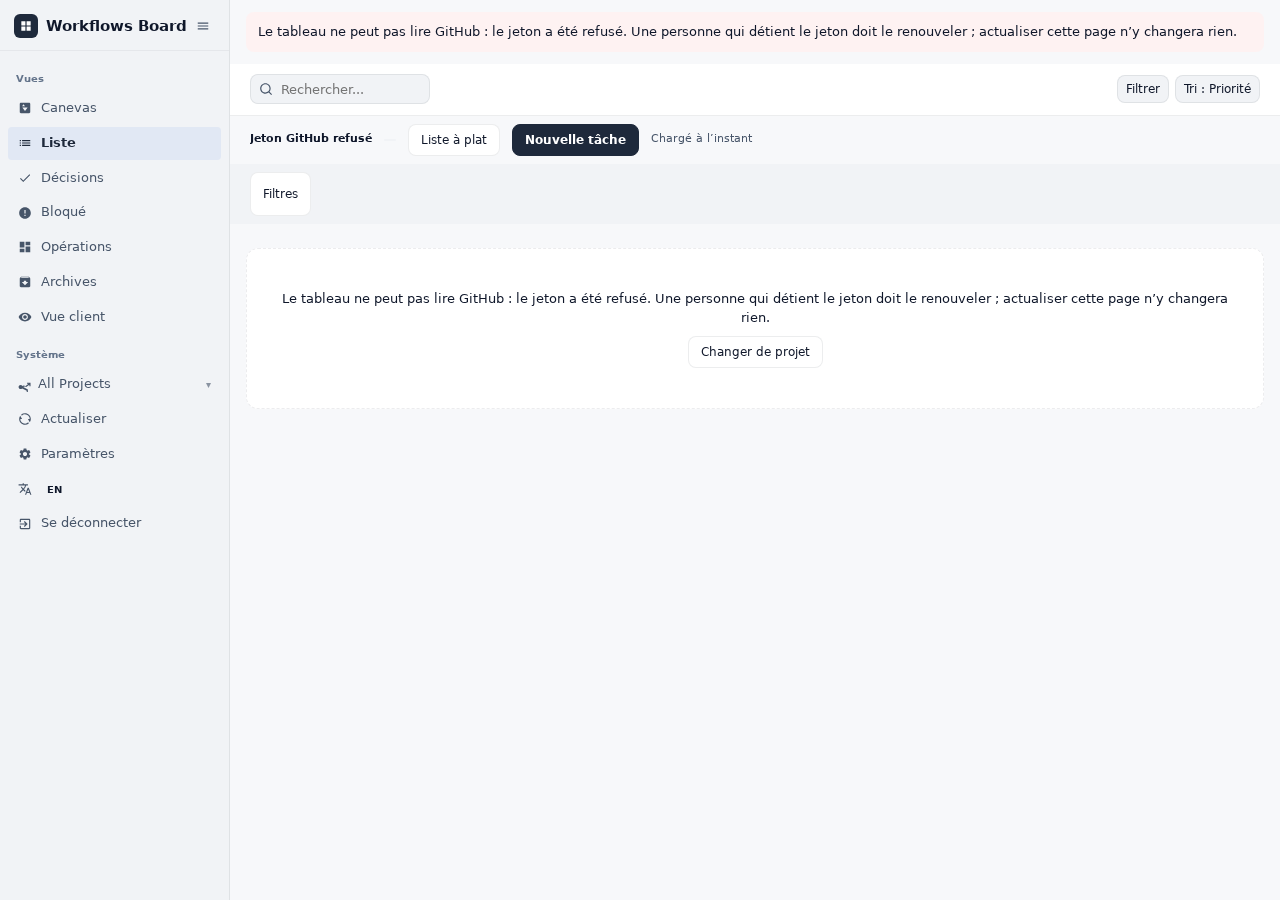 Workflows Board
Vues
Canevas
Liste
Décisions
Bloqué
Opérations
Archives
Vue client
Système
All Projects
Actualiser
Paramètres
EN
Se déconnecter
Le tableau ne peut pas lire GitHub : le jeton a été refusé. Une personne qui détient le jeton doit le renouveler ; actualiser cette page n’y changera rien.
Rechercher...
Filtrer
Tri : Priorité
Jeton GitHub refusé
Liste à plat
Nouvelle tâche
Chargé à l’instant
Filtres
Le tableau ne peut pas lire GitHub : le jeton a été refusé. Une personne qui détient le jeton doit le renouveler ; actualiser cette page n’y changera
rien.
Changer de projet